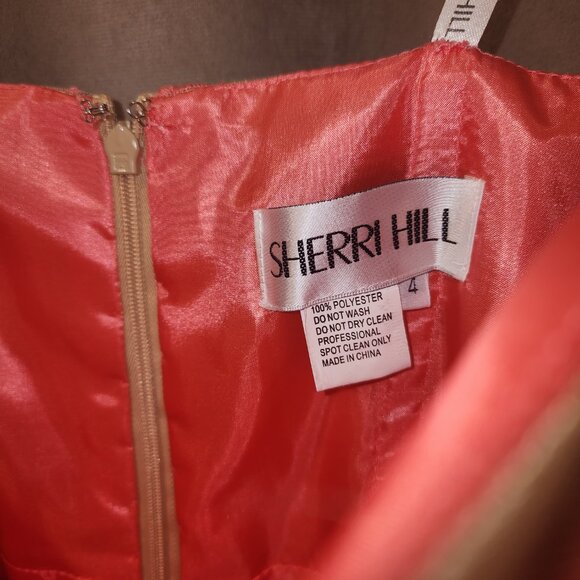 SHERRI HILL
4
100% POLYESTER
DO NOT WASH
DO NOT DRY CLEAN
PROFESSIONAL
SPOT CLEAN ONLY
MADE IN CHINA